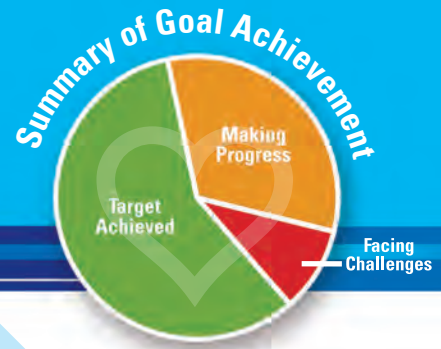 Summary of Goal Achievement
Making
Progress
Target
Achieved
Facing
Challenges